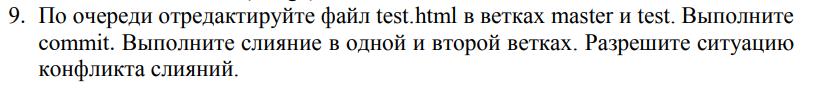 9. По очереди отредактируйте файл test.html в ветках master и test. Выполните
commit. Выполните слияние в одной и второй ветках. Разрешите ситуацию
конфликта слияний.